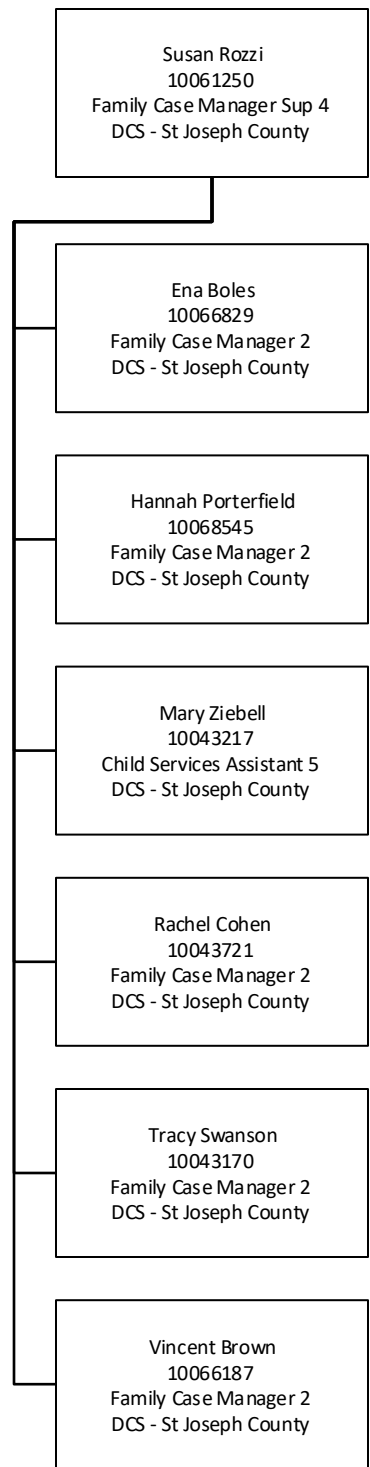 Susan Rozzi
10061250
Family Case Manager Sup 4
DCS - St Joseph County
Ena Boles
10066829
Family Case Manager 2
DCS - St Joseph County
Hannah Porterfield
10068545
Family Case Manager 2
DCS - St Joseph County
Mary Ziebell
10043217
Child Services Assistant 5
DCS - St Joseph County
Rachel Cohen
10043721
Family Case Manager 2
DCS - St Joseph County
Tracy Swanson
10043170
Family Case Manager 2
DCS - St Joseph County
Vincent Brown
10066187
Family Case Manager 2
DCS - St Joseph County